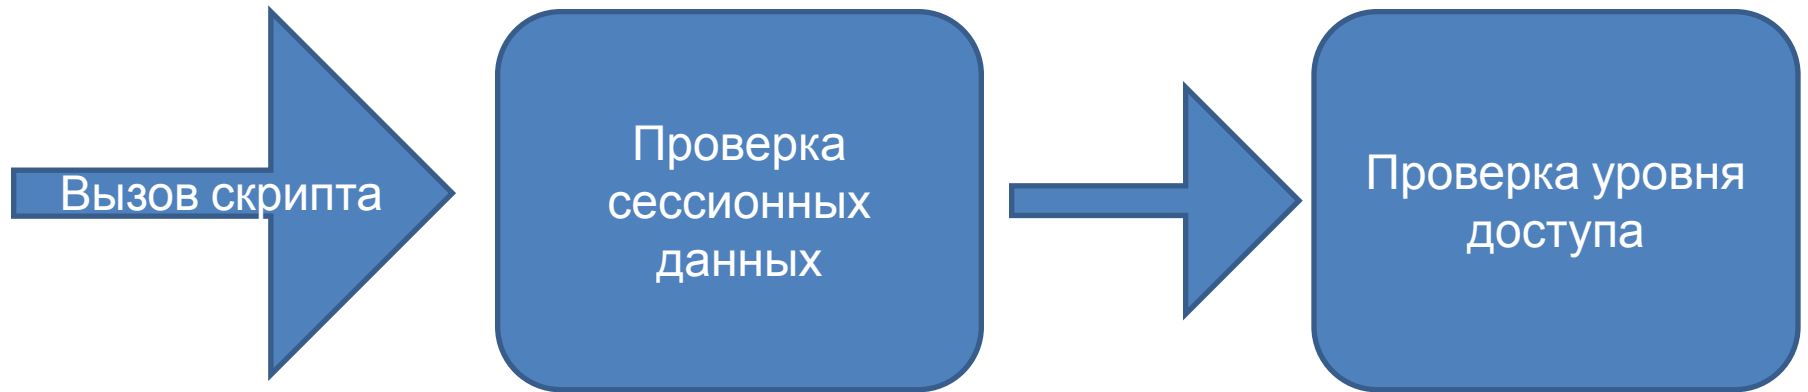 Вызов скрипта
Проверка
сессионных
данных
Проверка уровня
доступа